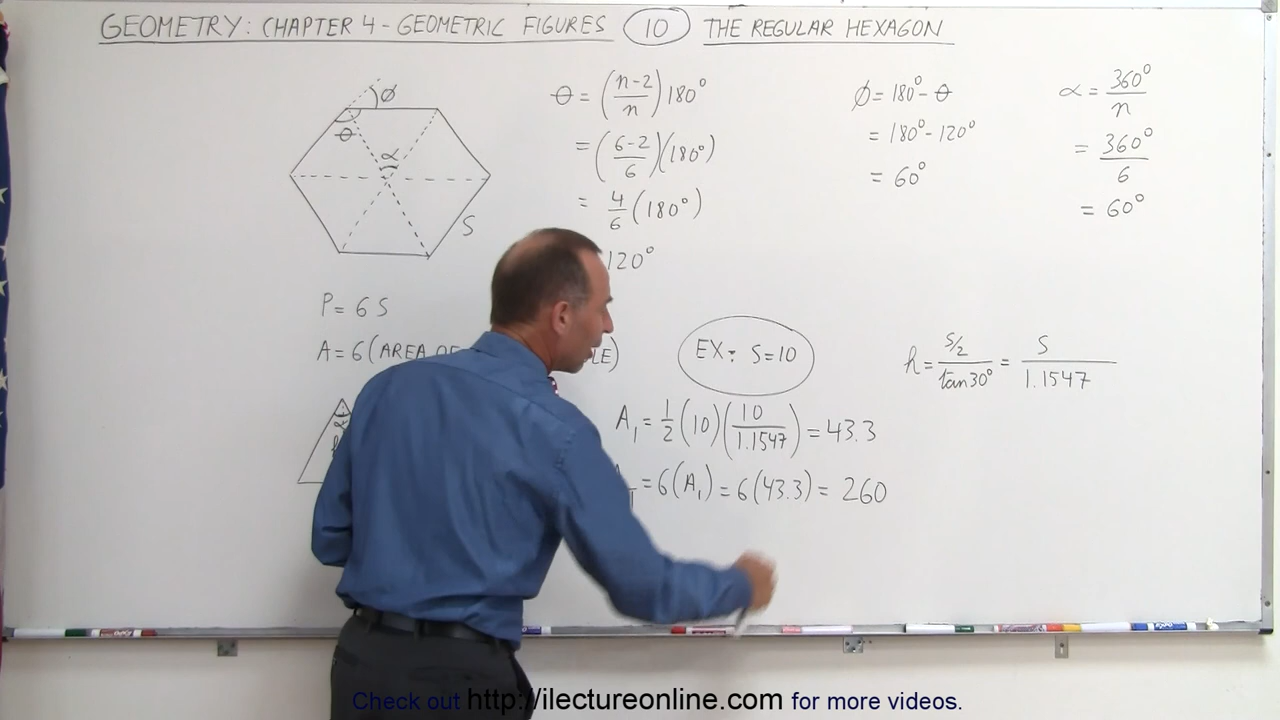 GEOMETRY: CHAPTER 4 - GEOMETRIC FIGURES 10 THE REGULAR HEXAGON
ϕ
θ
α
S
θ = (n-2/n) 180°
= (6-2/6)(180°)
= 4/6 (180°)
120°
ϕ = 180° - θ
= 180° - 120°
= 60°
α = 360°/n
= 360°/6
= 60°
P = 6 S
A = 6 (AREA OF
EX: S=10
h = S/2 / tan30° = S / 1.1547
α
A₁ = 1/2 (10)(10/1.1547) = 43.3
= 6(A₁) = 6(43.3) = 260
Check out http://ilectureonline.com for more videos.